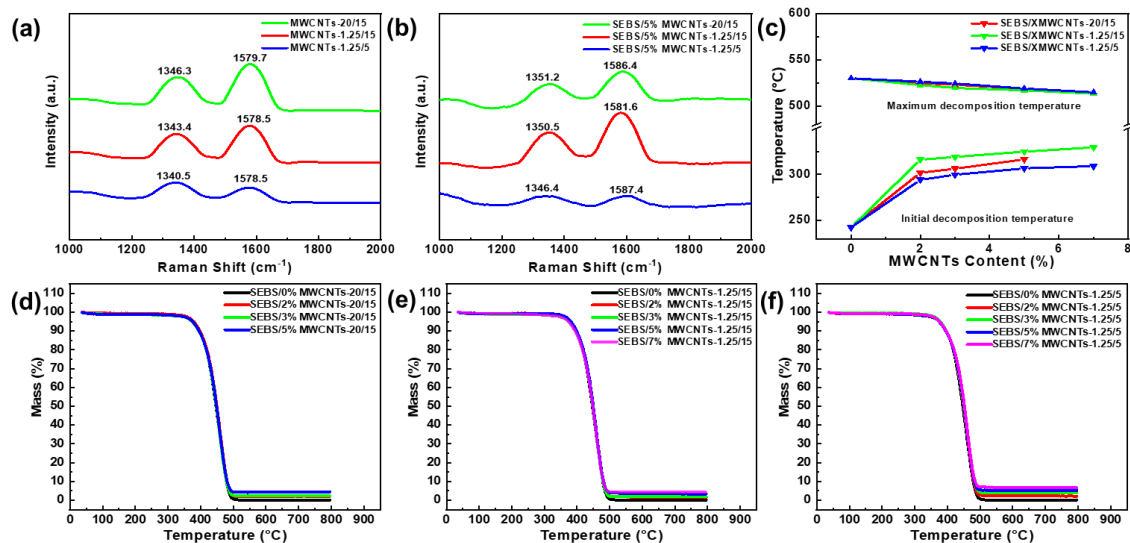 (a)
MWCNTs-20/15
MWCNTs-1.25/15
MWCNTs-1.25/5
1346.3
1579.7
1343.4
1578.5
1340.5
1578.5
Intensity (a.u.)
1000 1200 1400 1600 1800 2000
Raman Shift (cm⁻¹)
(b)
SEBS/5% MWCNTs-20/15
SEBS/5% MWCNTs-1.25/15
SEBS/5% MWCNTs-1.25/5
1351.2
1586.4
1350.5
1581.6
1346.4
1587.4
Intensity (a.u.)
1000 1200 1400 1600 1800 2000
Raman Shift (cm⁻¹)
(c)
SEBS/XMWCNTs-20/15
SEBS/XMWCNTs-1.25/15
SEBS/XMWCNTs-1.25/5
Maximum decomposition temperature
Initial decomposition temperature
Temperature (°C)
600
550
500
300
250
0 2 4 6 8
MWCNTs Content (%)
(d)
SEBS/0% MWCNTs-20/15
SEBS/2% MWCNTs-20/15
SEBS/3% MWCNTs-20/15
SEBS/5% MWCNTs-20/15
Mass (%)
100
90
80
70
60
50
40
30
20
10
0
0 100 200 300 400 500 600 700 800 900
Temperature (°C)
(e)
SEBS/0% MWCNTs-1.25/15
SEBS/2% MWCNTs-1.25/15
SEBS/3% MWCNTs-1.25/15
SEBS/5% MWCNTs-1.25/15
SEBS/7% MWCNTs-1.25/15
Mass (%)
100
90
80
70
60
50
40
30
20
10
0
0 100 200 300 400 500 600 700 800 900
Temperature (°C)
(f)
SEBS/0% MWCNTs-1.25/5
SEBS/2% MWCNTs-1.25/5
SEBS/3% MWCNTs-1.25/5
SEBS/5% MWCNTs-1.25/5
SEBS/7% MWCNTs-1.25/5
Mass (%)
100
90
80
70
60
50
40
30
20
10
0
0 100 200 300 400 500 600 700 800 900
Temperature (°C)